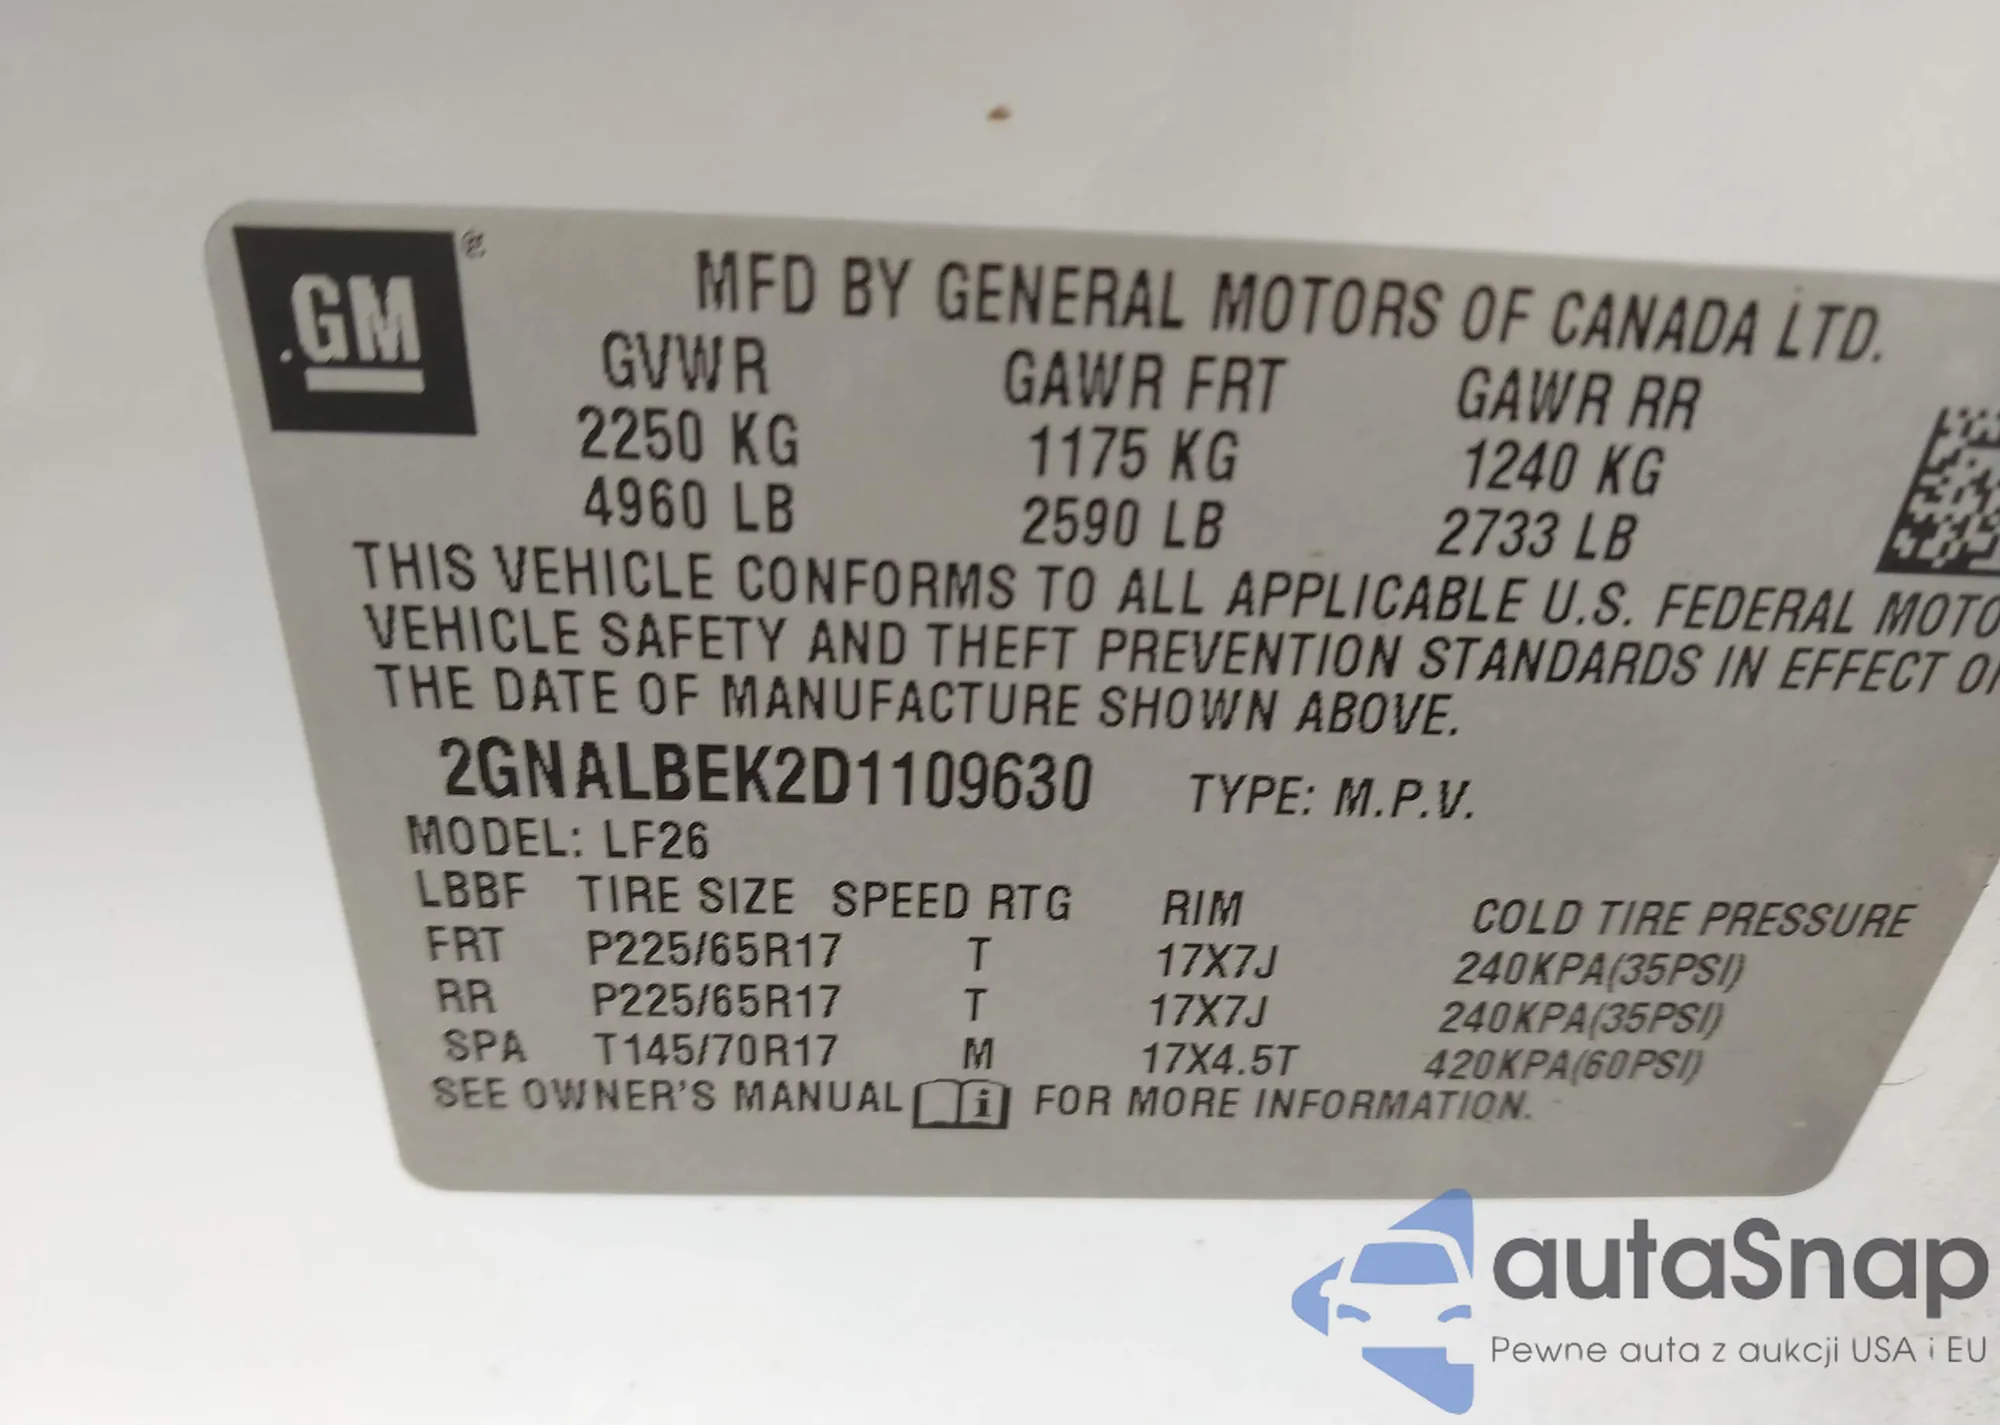 GM ®
MFD BY GENERAL MOTORS OF CANADA LTD.
GVWR GAWR FRT GAWR RR
2250 KG 1175 KG 1240 KG
4960 LB 2590 LB 2733 LB
THIS VEHICLE CONFORMS TO ALL APPLICABLE U.S. FEDERAL MOTO
VEHICLE SAFETY AND THEFT PREVENTION STANDARDS IN EFFECT O
THE DATE OF MANUFACTURE SHOWN ABOVE.
2GNALBEK2D1109630 TYPE: M.P.V.
MODEL: LF26
LBBF TIRE SIZE SPEED RTG RIM COLD TIRE PRESSURE
FRT P225/65R17 T 17X7J 240KPA(35PSI)
RR P225/65R17 T 17X7J 240KPA(35PSI)
SPA T145/70R17 M 17X4.5T 420KPA(60PSI)
SEE OWNER'S MANUAL i FOR MORE INFORMATION.
autaSnap
Pewne auta z aukcji USA i EU